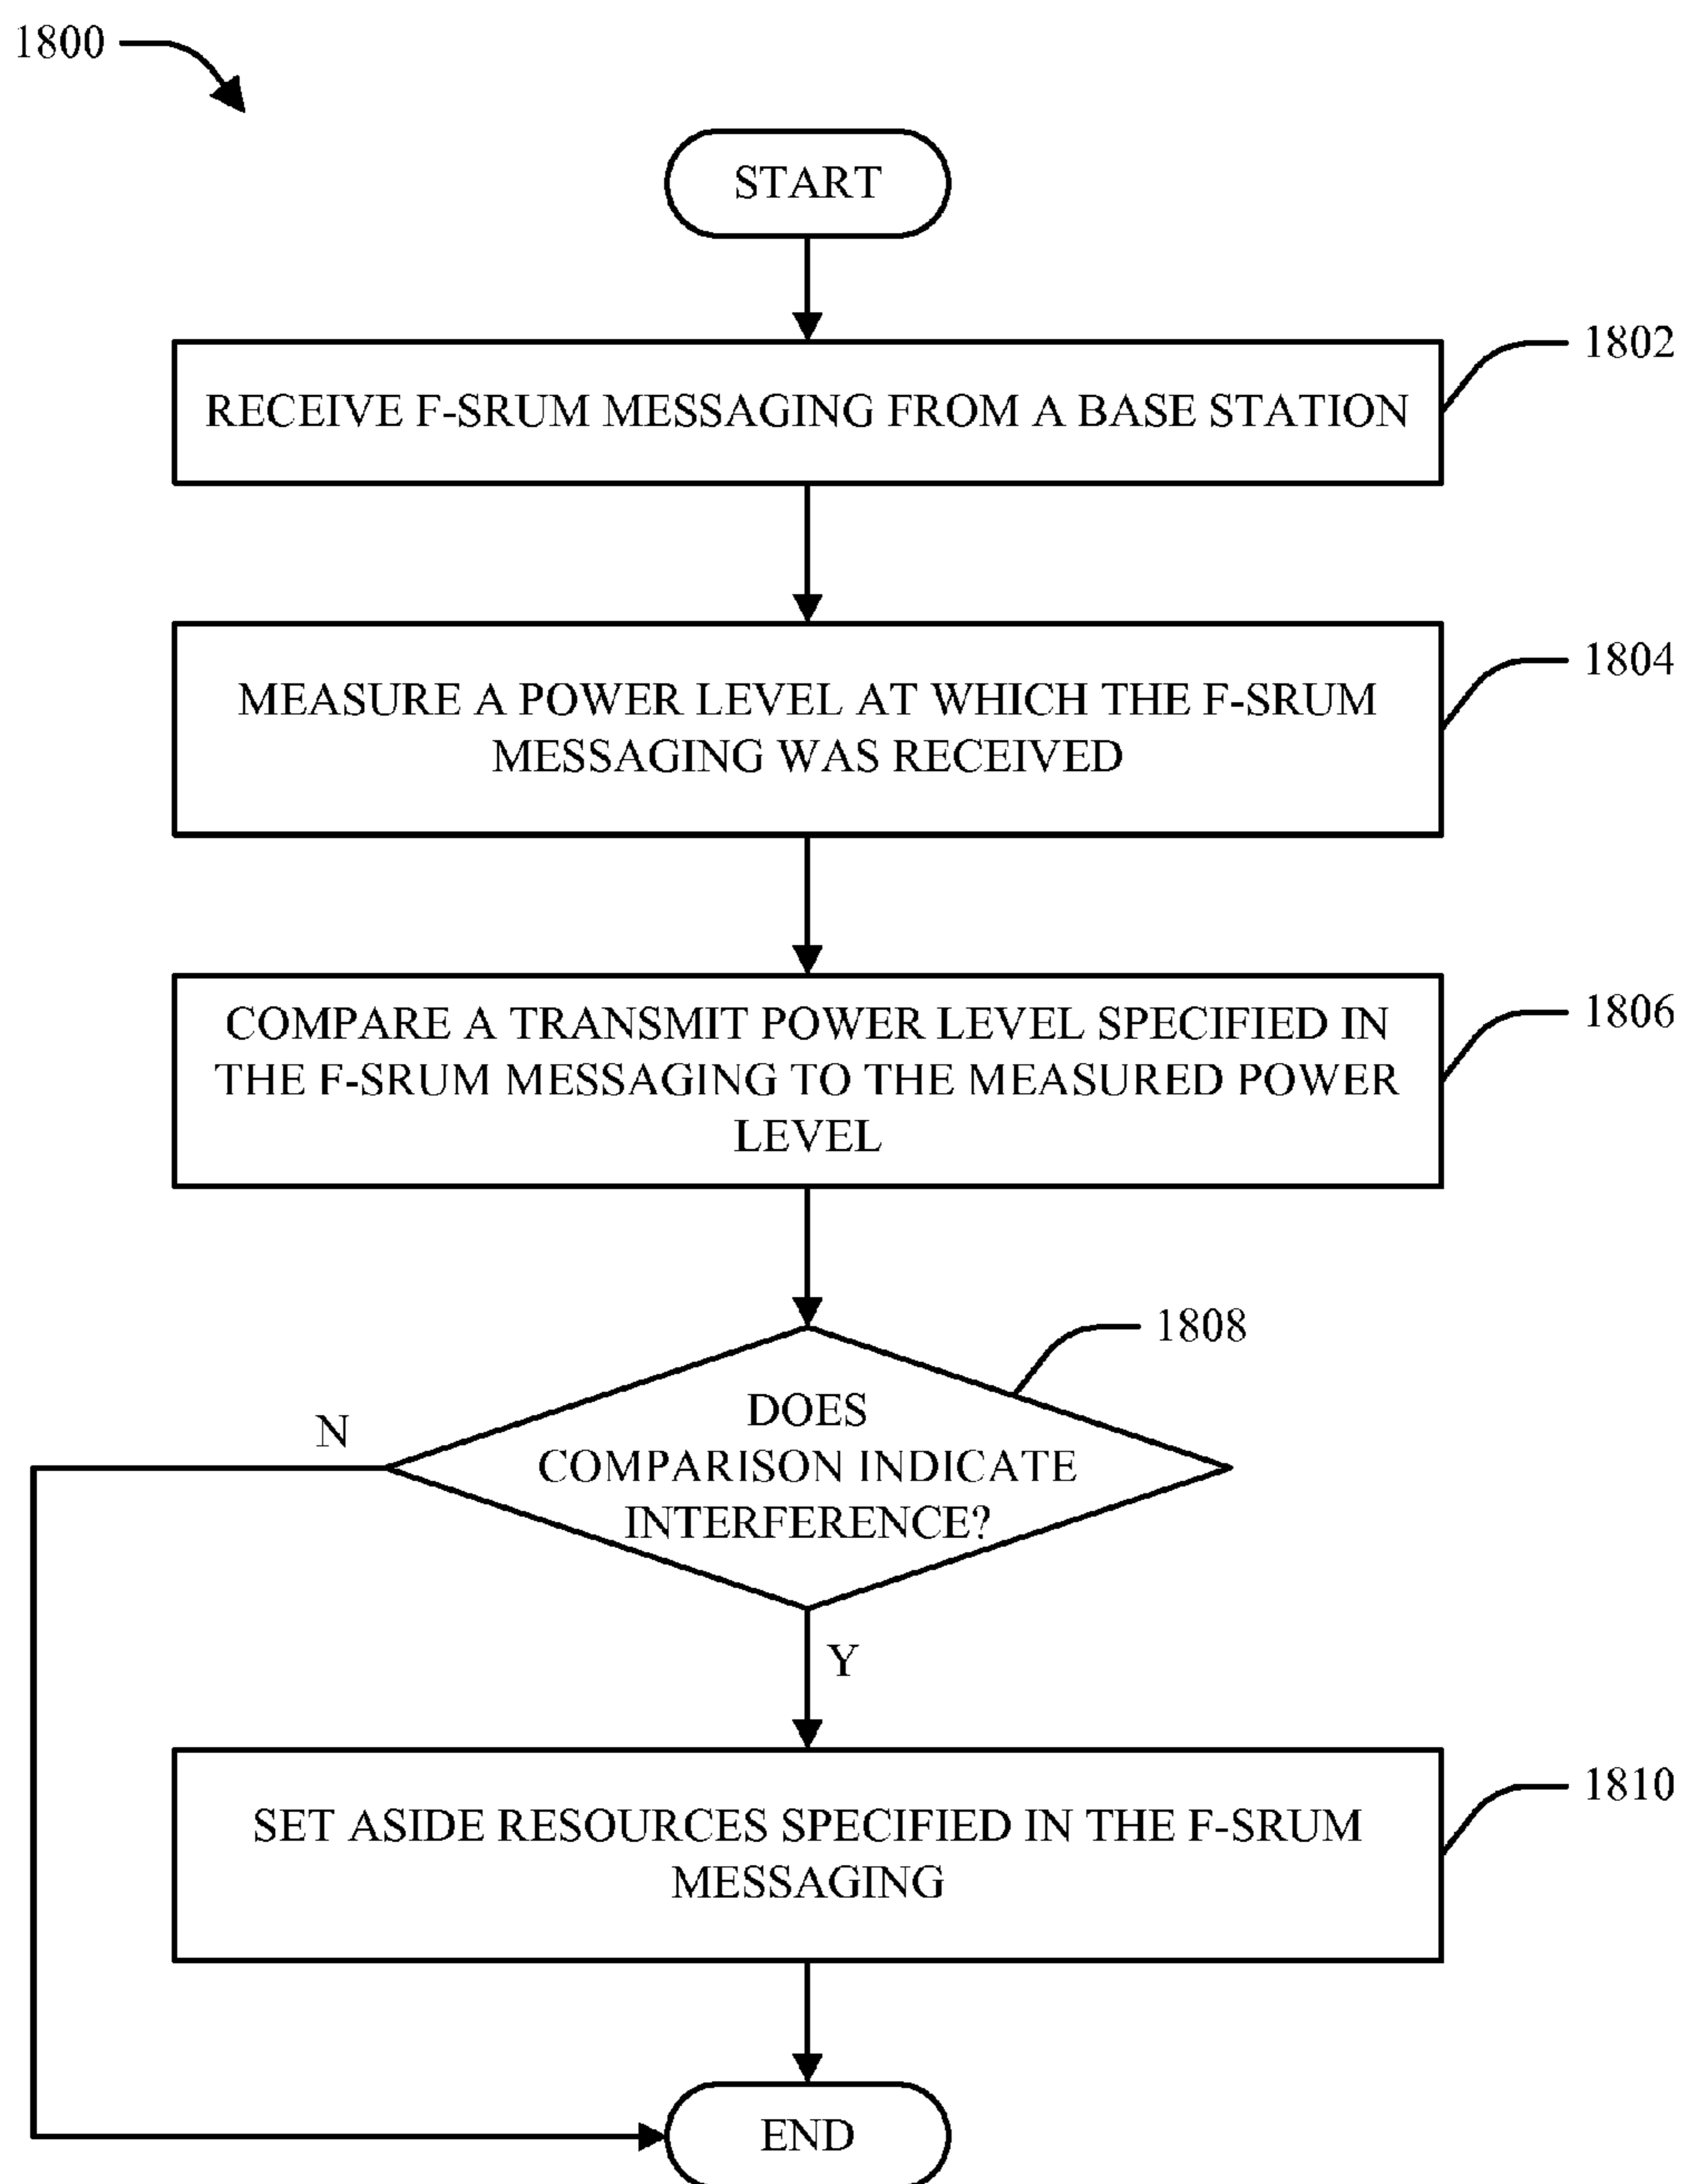 1800
START
1802
RECEIVE F-SRUM MESSAGING FROM A BASE STATION
1804
MEASURE A POWER LEVEL AT WHICH THE F-SRUM
MESSAGING WAS RECEIVED
1806
COMPARE A TRANSMIT POWER LEVEL SPECIFIED IN
THE F-SRUM MESSAGING TO THE MEASURED POWER
LEVEL
1808
DOES
COMPARISON INDICATE
INTERFERENCE?
N
Y
1810
SET ASIDE RESOURCES SPECIFIED IN THE F-SRUM
MESSAGING
END